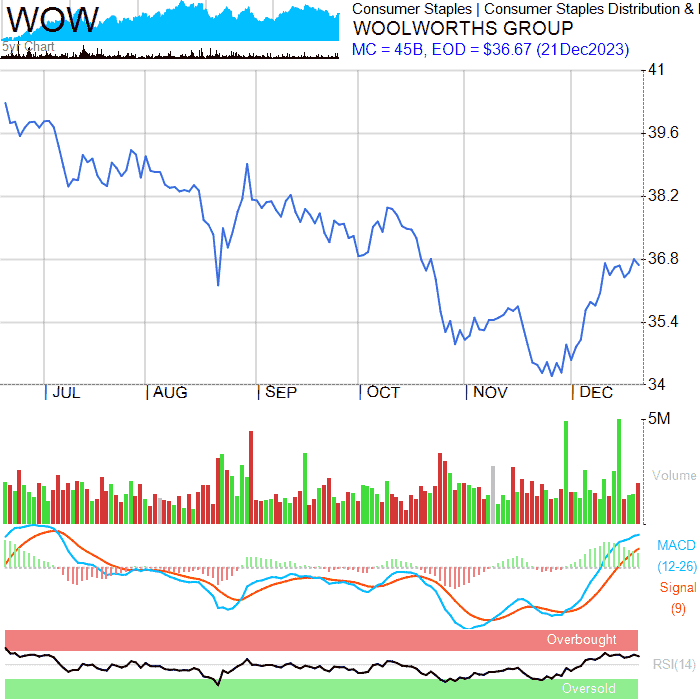 WOW
5yr Chart
Consumer Staples | Consumer Staples Distribution &
WOOLWORTHS GROUP
MC = 45B, EOD = $36.67 (21Dec2023)
41
39.6
38.2
36.8
35.4
34
JUL
AUG
SEP
OCT
NOV
DEC
5M
Volume
MACD
(12-26)
Signal
(9)
Overbought
RSI(14)
Oversold